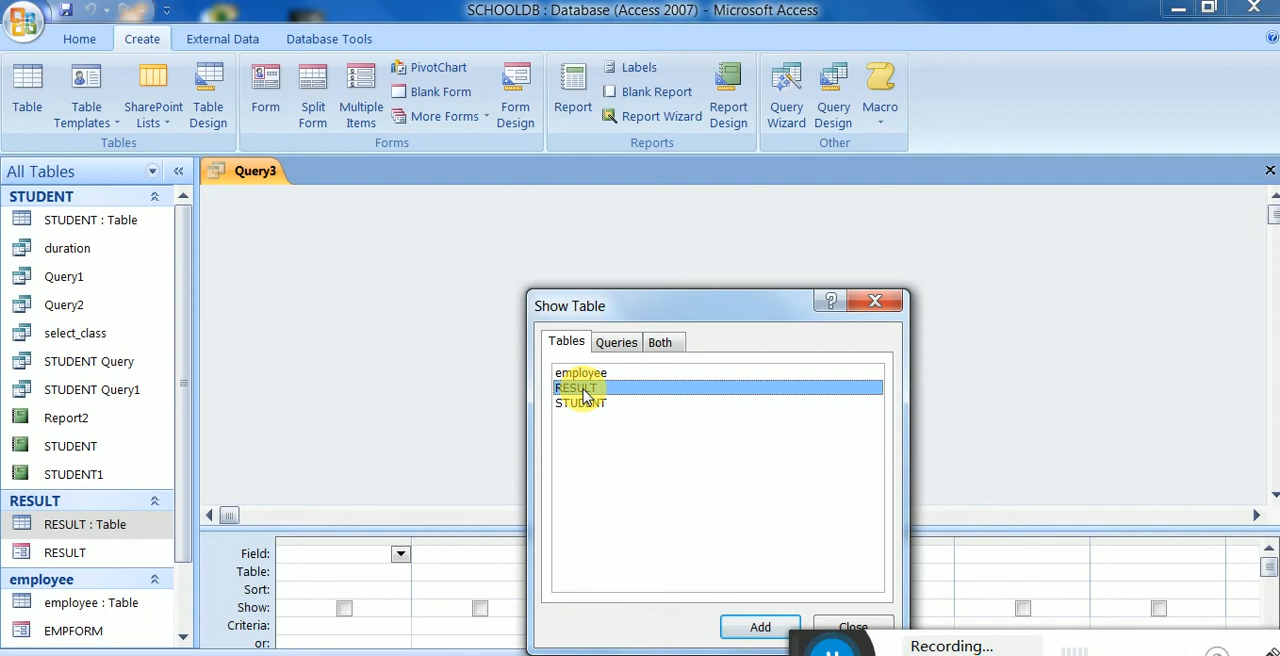 SCHOOLDB : Database (Access 2007) - Microsoft Access
Home Create External Data Database Tools
Table
Table Templates
SharePoint Lists
Table Design
Tables
Form
Split Form
Multiple Items
PivotChart
Blank Form
More Forms
Form Design
Forms
Report
Labels
Blank Report
Report Wizard
Report Design
Reports
Query Wizard
Query Design
Macro
Other
All Tables
STUDENT
STUDENT : Table
duration
Query1
Query2
select_class
STUDENT Query
STUDENT Query1
Report2
STUDENT
STUDENT1
RESULT
RESULT : Table
RESULT
employee
employee : Table
EMPFORM
Query3
Show Table
Tables Queries Both
employee
RESULT
STUDENT
Add Close
Field:
Table:
Sort:
Show:
Criteria:
or:
Recording...